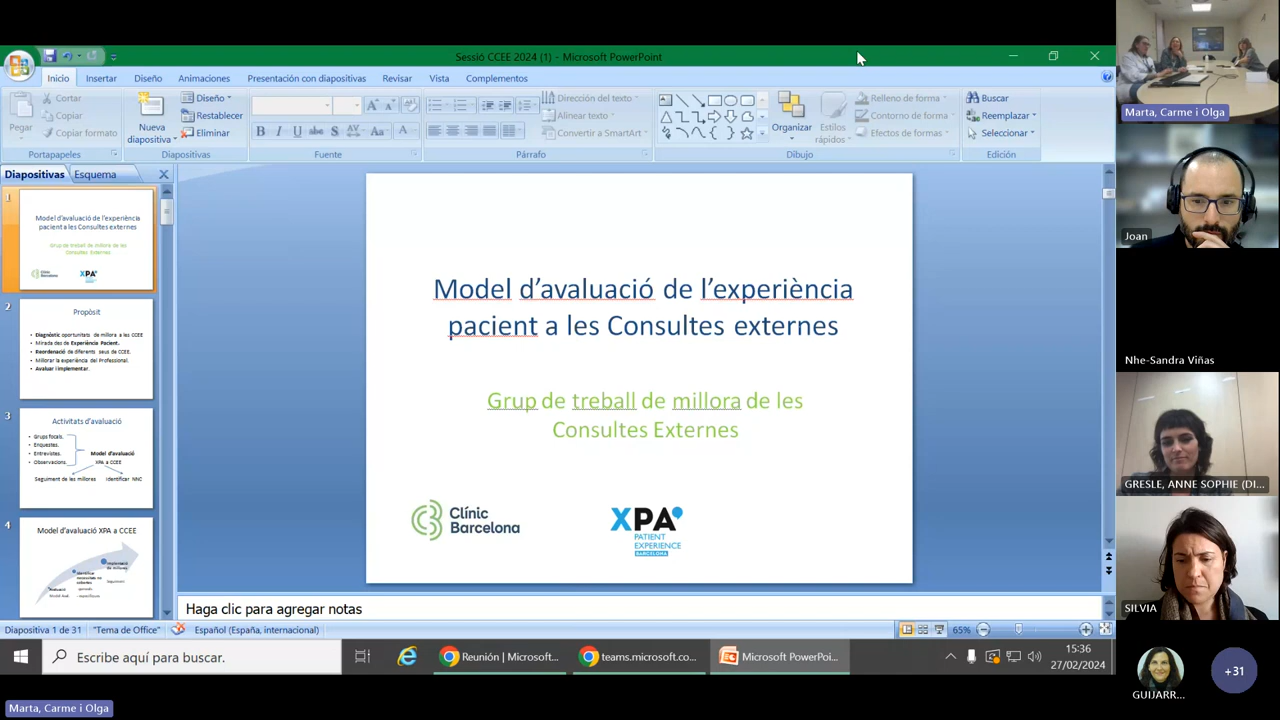 Sessió CCEE 2024 (1) - Microsoft PowerPoint
Inicio Insertar Diseño Animaciones Presentación con diapositivas Revisar Vista Complementos
Pegar
Cortar
Copiar
Copiar formato
Portapapeles
Nueva diapositiva
Diseño
Restablecer
Eliminar
Diapositivas
B I U abc S AV Aa A
Fuente
Dirección del texto
Alinear texto
Convertir a SmartArt
Párrafo
Organizar
Estilos rápidos
Relleno de forma
Contorno de forma
Efectos de formas
Dibujo
Buscar
Reemplazar
Seleccionar
Edición
Diapositivas Esquema
1
Model d'avaluació de l'experiència
pacient a les Consultes externes
Grup de treball de millora de les
Consultes Externes
Clínic
Barcelona
XPA
2
Propòsit
• Diagnòstic oportunitats de millora a les CCEE
• Mirada des de Experiència Pacient.
• Reordenació de diferents seus de CCEE.
• Millorar la experiència del Professional.
• Avaluar i implementar.
3
Activitats d'avaluació
• Grups focals.
• Enquestes.
• Entrevistes.
• Observacions.
Model d'avaluació
XPA a CCEE
Seguiment de les millores
Identificar NNC
4
Model d'avaluació XPA a CCEE
Model d'avaluació de l'experiència
pacient a les Consultes externes
Grup de treball de millora de les
Consultes Externes
Clínic
Barcelona
XPA
PATIENT
EXPERIENCE
BARCELONA
Haga clic para agregar notas
Diapositiva 1 de 31 "Tema de Office" Español (España, internacional) 65%
Escribe aquí para buscar.
Reunión | Microsoft...
teams.microsoft.co...
Microsoft PowerPoi...
15:36
27/02/2024
Marta, Carme i Olga
Marta, Carme i Olga
Joan
Nhe-Sandra Viñas
GRESLE, ANNE SOPHIE (DI...
SILVIA
GUIJARR...
+31